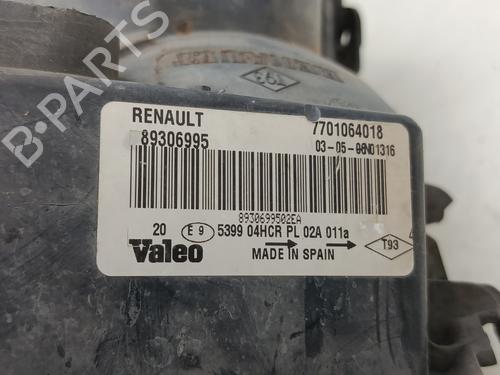 RENAULT 7701064018
89306995 03-05-06N01316
8930699502EA
20 E 9 5399 04HCR PL 02A 011a
Valeo MADE IN SPAIN T93